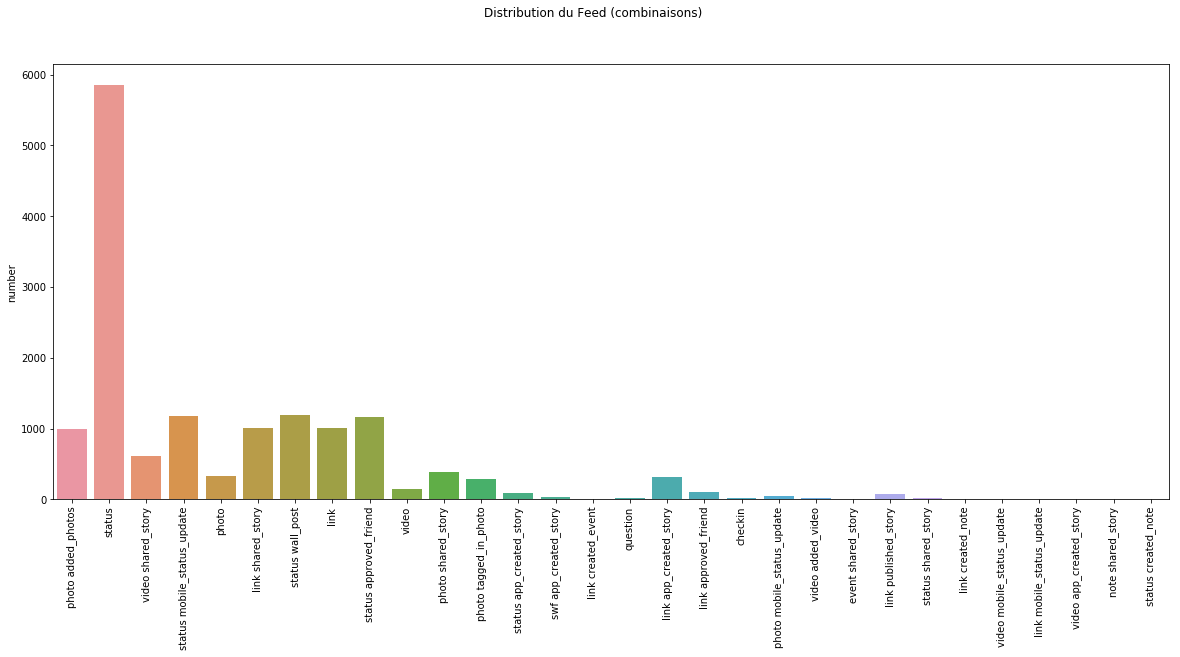 Distribution du Feed (combinaisons)
6000
5000
4000
3000
2000
1000
0
number
photo added_photos
status
video shared_story
status mobile_status_update
photo
link shared_story
status wall_post
link
status approved_friend
video
photo shared_story
photo tagged_in_photo
status app_created_story
swf app_created_story
link created_event
question
link app_created_story
link approved_friend
checkin
photo mobile_status_update
video added_video
event shared_story
link published_story
status shared_story
link created_note
video mobile_status_update
link mobile_status_update
video app_created_story
note shared_story
status created_note